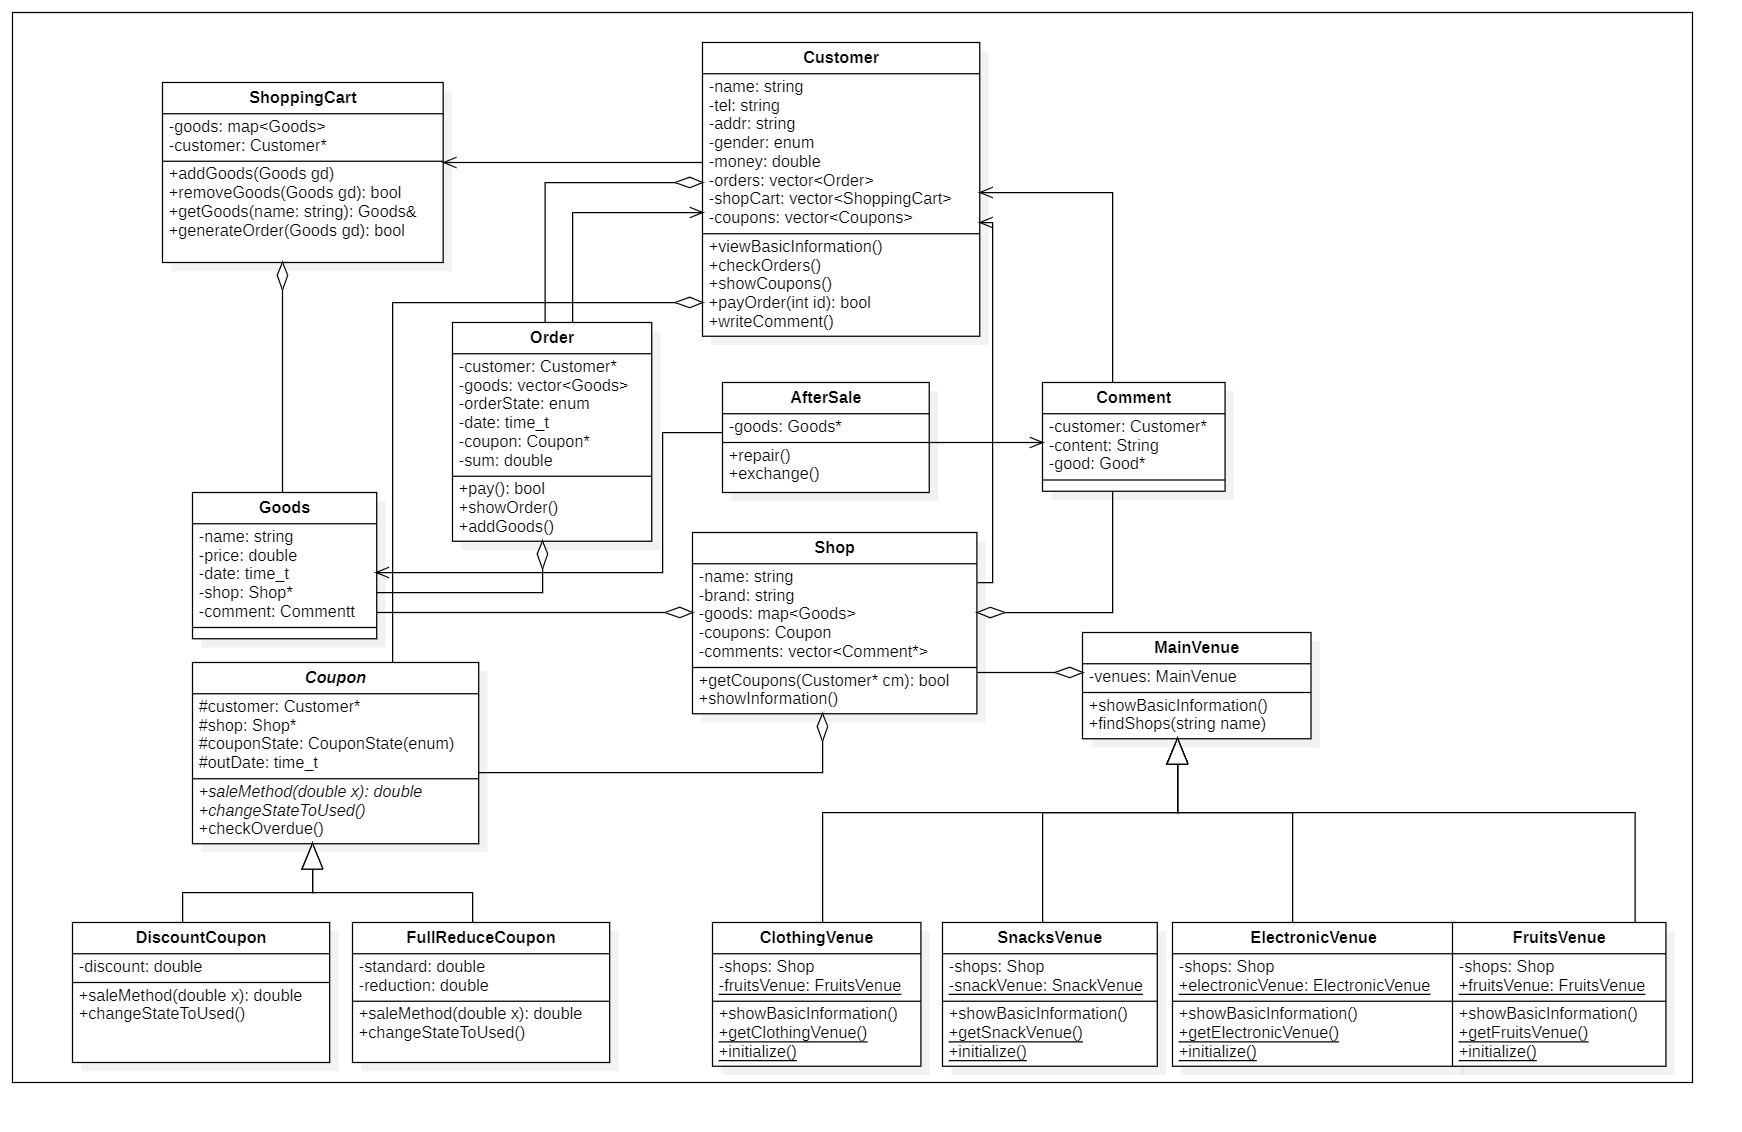 Customer
-name: string
-tel: string
-addr: string
-gender: enum
-money: double
-orders: vector<Order>
-shopCart: vector<ShoppingCart>
-coupons: vector<Coupons>
+viewBasicInformation()
+checkOrders()
+showCoupons()
+payOrder(int id): bool
+writeComment()
ShoppingCart
-goods: map<Goods>
-customer: Customer*
+addGoods(Goods gd)
+removeGoods(Goods gd): bool
+getGoods(name: string): Goods&
+generateOrder(Goods gd): bool
Order
-customer: Customer*
-goods: vector<Goods>
-orderState: enum
-date: time_t
-coupon: Coupon*
-sum: double
+pay(): bool
+showOrder()
+addGoods()
AfterSale
-goods: Goods*
+repair()
+exchange()
Comment
-customer: Customer*
-content: String
-good: Good*
Goods
-name: string
-price: double
-date: time_t
-shop: Shop*
-comment: Commentt
Shop
-name: string
-brand: string
-goods: map<Goods>
-coupons: Coupon
-comments: vector<Comment*>
+getCoupons(Customer* cm): bool
+showInformation()
MainVenue
-venues: MainVenue
+showBasicInformation()
+findShops(string name)
Coupon
#customer: Customer*
#shop: Shop*
#couponState: CouponState(enum)
#outDate: time_t
+saleMethod(double x): double
+changeStateToUsed()
+checkOverdue()
DiscountCoupon
-discount: double
+saleMethod(double x): double
+changeStateToUsed()
FullReduceCoupon
-standard: double
-reduction: double
+saleMethod(double x): double
+changeStateToUsed()
ClothingVenue
-shops: Shop
-fruitsVenue: FruitsVenue
+showBasicInformation()
+getClothingVenue()
+initialize()
SnacksVenue
-shops: Shop
-snackVenue: SnackVenue
+showBasicInformation()
+getSnackVenue()
+initialize()
ElectronicVenue
-shops: Shop
+electronicVenue: ElectronicVenue
+showBasicInformation()
+getElectronicVenue()
+initialize()
FruitsVenue
-shops: Shop
+fruitsVenue: FruitsVenue
+showBasicInformation()
+getFruitsVenue()
+initialize()